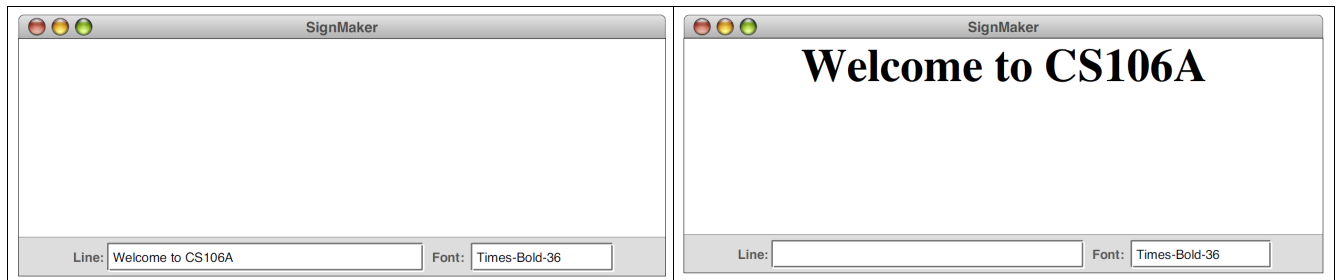 SignMaker
Line: Welcome to CS106A Font: Times-Bold-36
SignMaker
Welcome to CS106A
Line: Font: Times-Bold-36